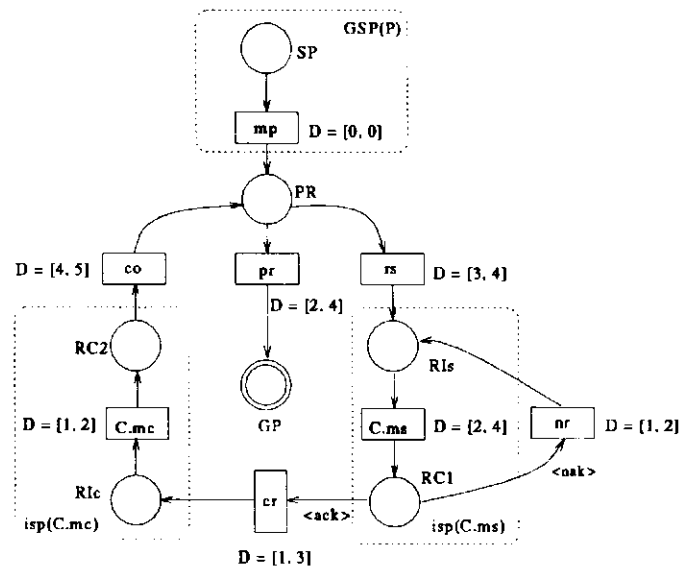 GSP(P)
SP
mp
D = [0, 0]
PR
D = [4, 5]
co
pr
rs
D = [3, 4]
D = [2, 4]
RC2
RIs
GP
D = [1, 2]
C.mc
C.ms
D = [2, 4]
nr
D = [1, 2]
RC1
<nak>
RIc
cr
<ack>
isp(C.mc)
isp(C.ms)
D = [1, 3]